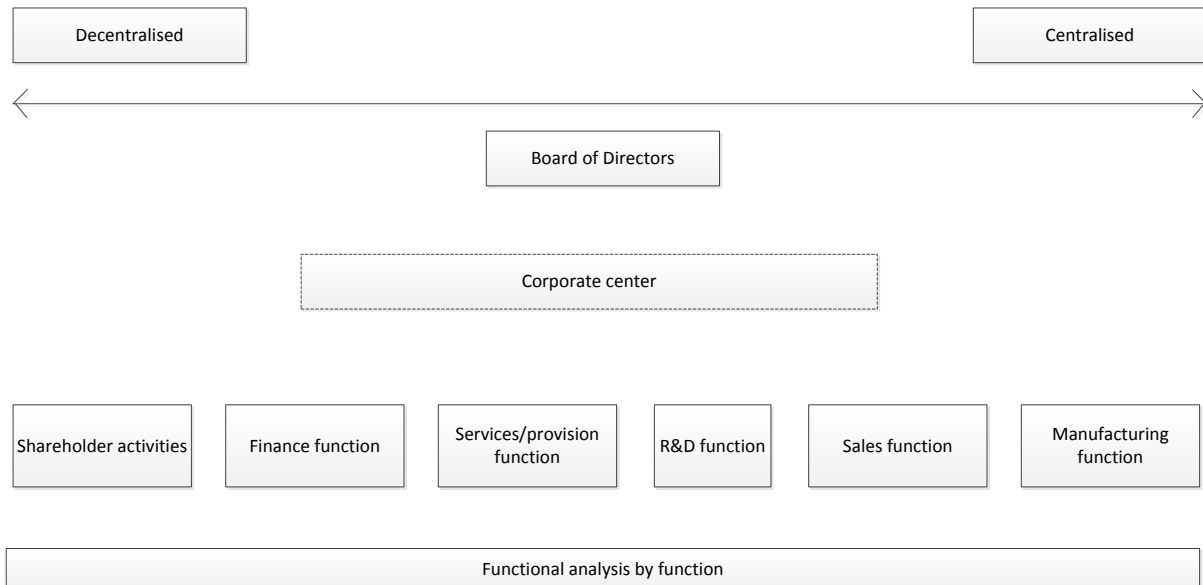 Decentralised
Centralised
Board of Directors
Corporate center
Shareholder activities
Finance function
Services/provision
function
R&D function
Sales function
Manufacturing
function
Functional analysis by function